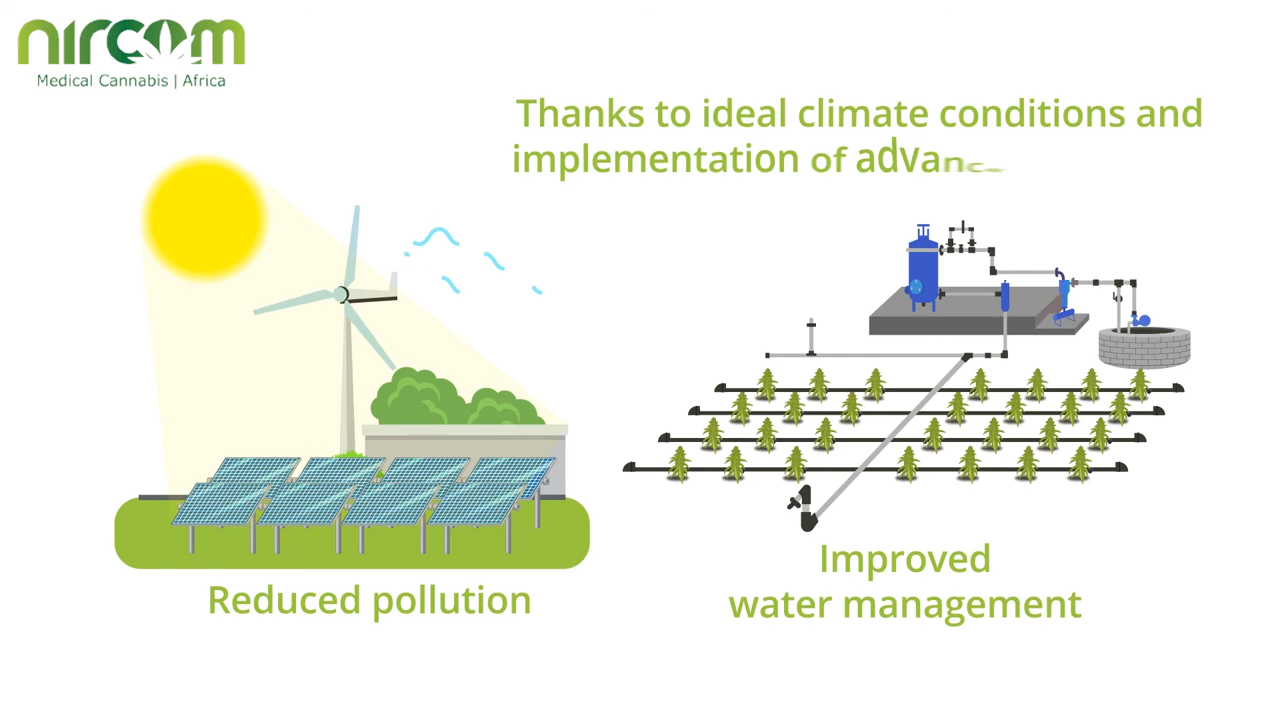 nircom
Medical Cannabis | Africa
Thanks to ideal climate conditions and
implementation of
Reduced pollution
Improved
water management